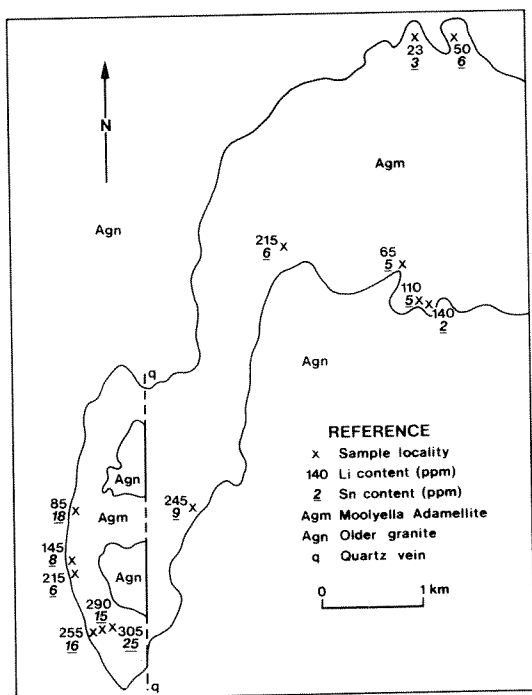 23
3
50
6
N
Agm
Agn
215
6
65
5
110
5
140
2
Agn
q
REFERENCE
x Sample locality
140 Li content (ppm)
2 Sn content (ppm)
Agm Moolyella Adamellite
Agn Older granite
q Quartz vein
Agn
85
18
Agm
245
9
145
8
215
6
Agn
0 1 km
290
15
255
16
305
25
q